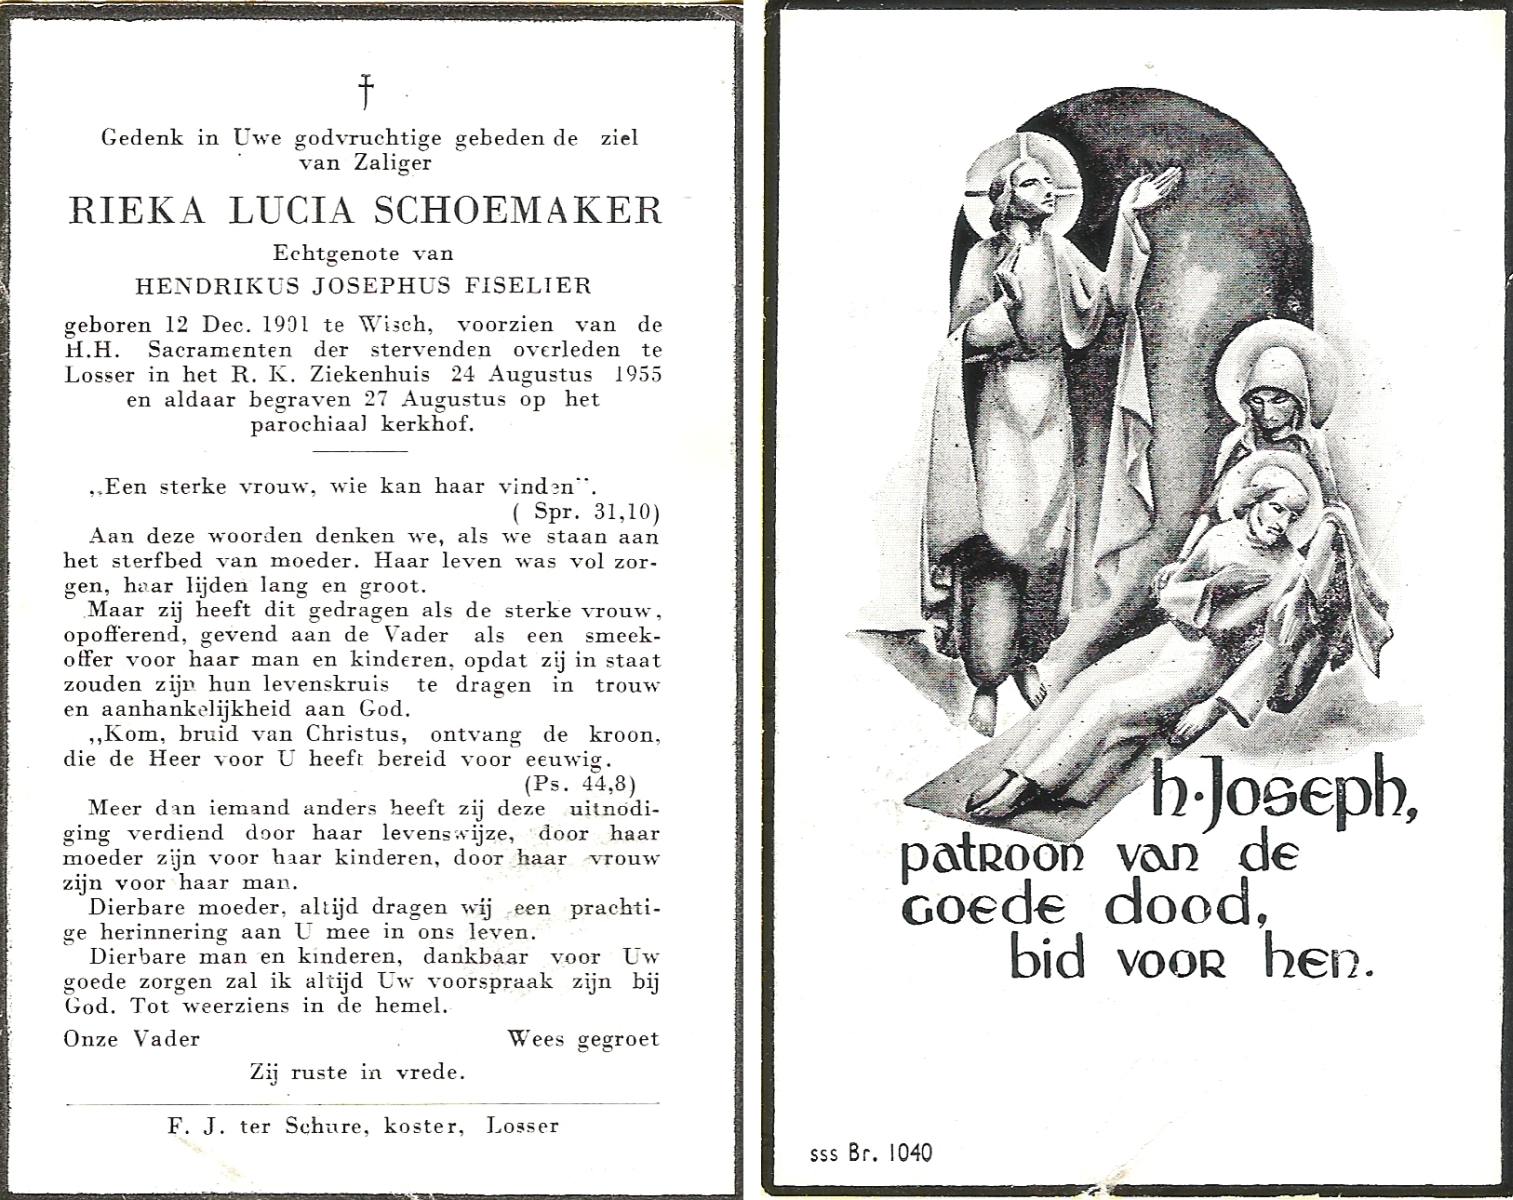 †
Gedenk in Uwe godvruchtige gebeden de ziel
van Zaliger
RIEKA LUCIA SCHOEMAKER
Echtgenote van
HENDRIKUS JOSEPHUS FISELIER
geboren 12 Dec. 1901 te Wisch, voorzien van de
H.H. Sacramenten der stervenden overleden te
Losser in het R. K. Ziekenhuis 24 Augustus 1955
en aldaar begraven 27 Augustus op het
parochiaal kerkhof.
„Een sterke vrouw, wie kan haar vinden”.
( Spr. 31,10)
Aan deze woorden denken we, als we staan aan
het sterfbed van moeder. Haar leven was vol zor-
gen, haar lijden lang en groot.
Maar zij heeft dit gedragen als de sterke vrouw,
opofferend, gevend aan de Vader als een smeek-
offer voor haar man en kinderen, opdat zij in staat
zouden zijn hun levenskruis te dragen in trouw
en aanhankelijkheid aan God.
„Kom, bruid van Christus, ontvang de kroon,
die de Heer voor U heeft bereid voor eeuwig.
(Ps. 44,8)
Meer dan iemand anders heeft zij deze uitnodi-
ging verdiend door haar levenswijze, door haar
moeder zijn voor haar kinderen, door haar vrouw
zijn voor haar man.
Dierbare moeder, altijd dragen wij een prachti-
ge herinnering aan U mee in ons leven.
Dierbare man en kinderen, dankbaar voor Uw
goede zorgen zal ik altijd Uw voorspraak zijn bij
God. Tot weerziens in de hemel.
Onze Vader Wees gegroet
Zij ruste in vrede.
F. J. ter Schure, koster, Losser
h. Joseph,
patroon van de
goede dood,
bid voor hen.
sss Br. 1040